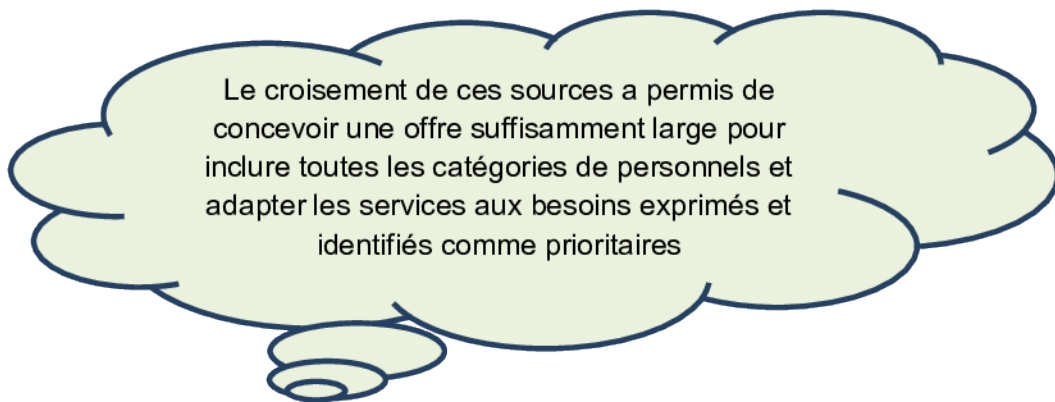 Le croisement de ces sources a permis de
concevoir une offre suffisamment large pour
inclure toutes les catégories de personnels et
adapter les services aux besoins exprimés et
identifiés comme prioritaires